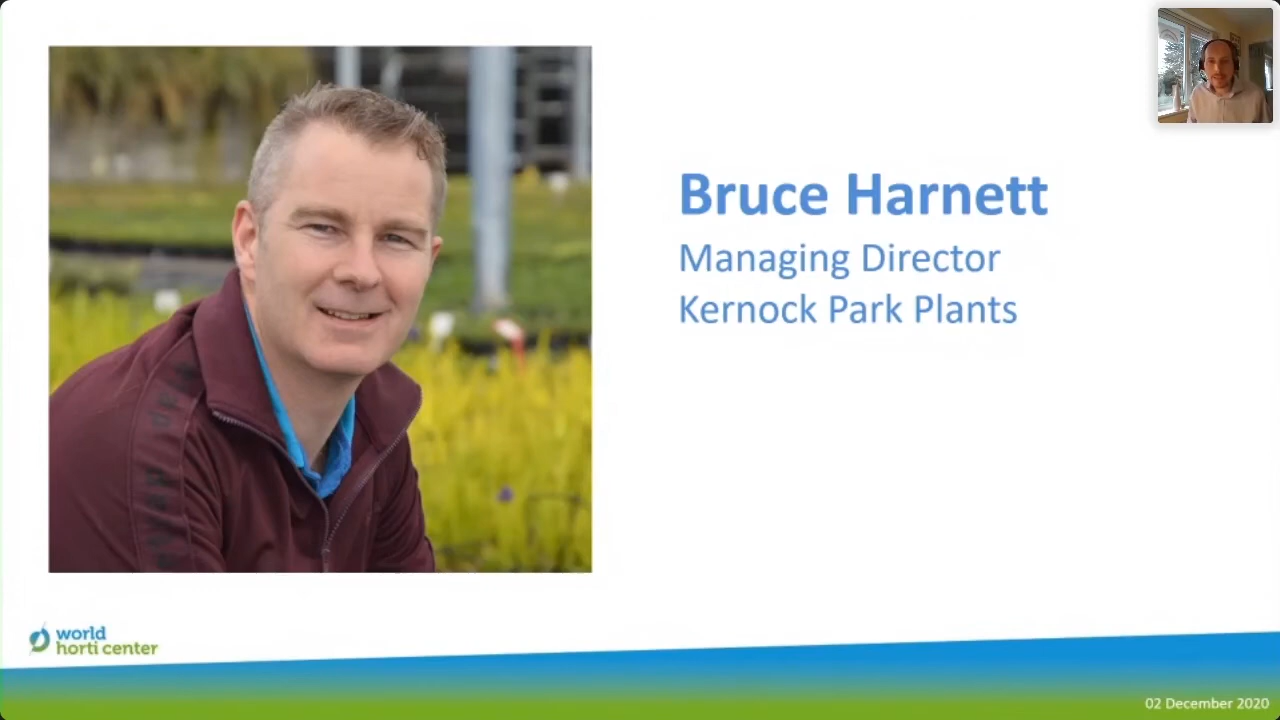 Bruce Harnett
Managing Director
Kernock Park Plants
world
horti center
02 December 2020